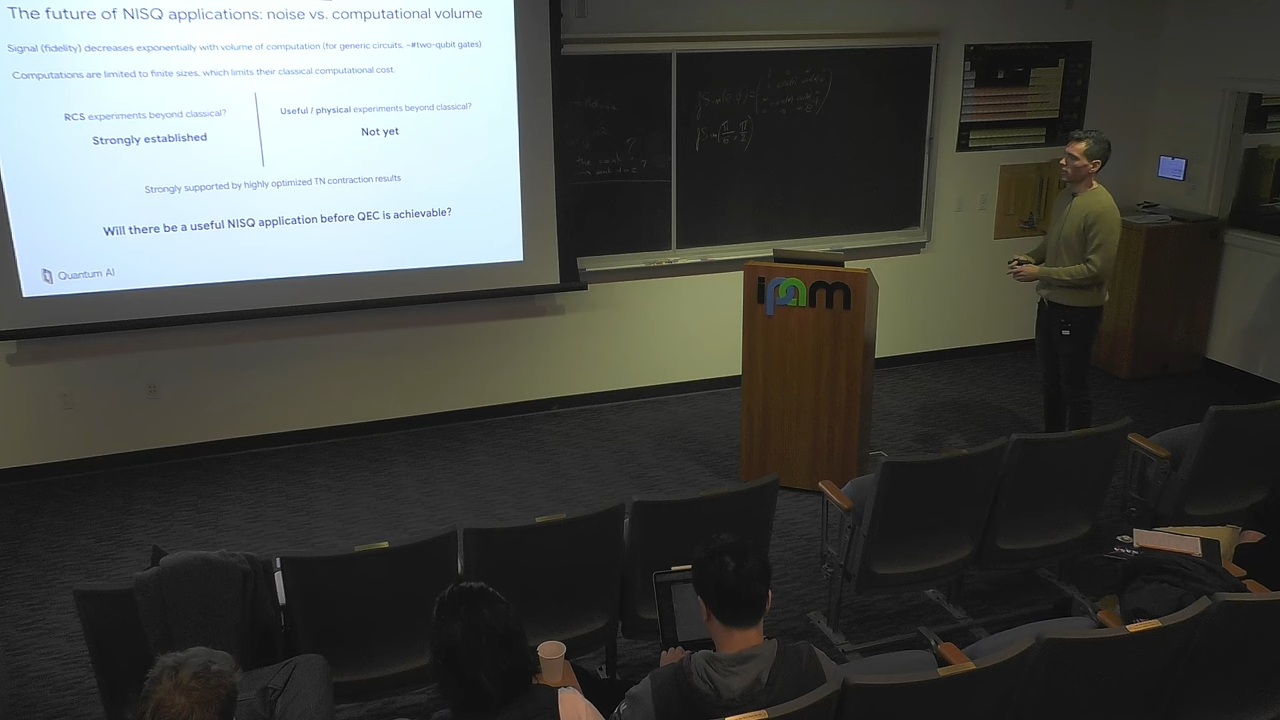 The future of NISQ applications: noise vs. computational volume
Signal (fidelity) decreases exponentially with volume of computation (for generic circuits, ~#two-qubit gates)
Computations are limited to finite sizes, which limits their classical computational cost.
RCS experiments beyond classical?
Strongly established
Useful / physical experiments beyond classical?
Not yet
Strongly supported by highly optimized TN contraction results
Will there be a useful NISQ application before QEC is achievable?
Quantum AI
ipam